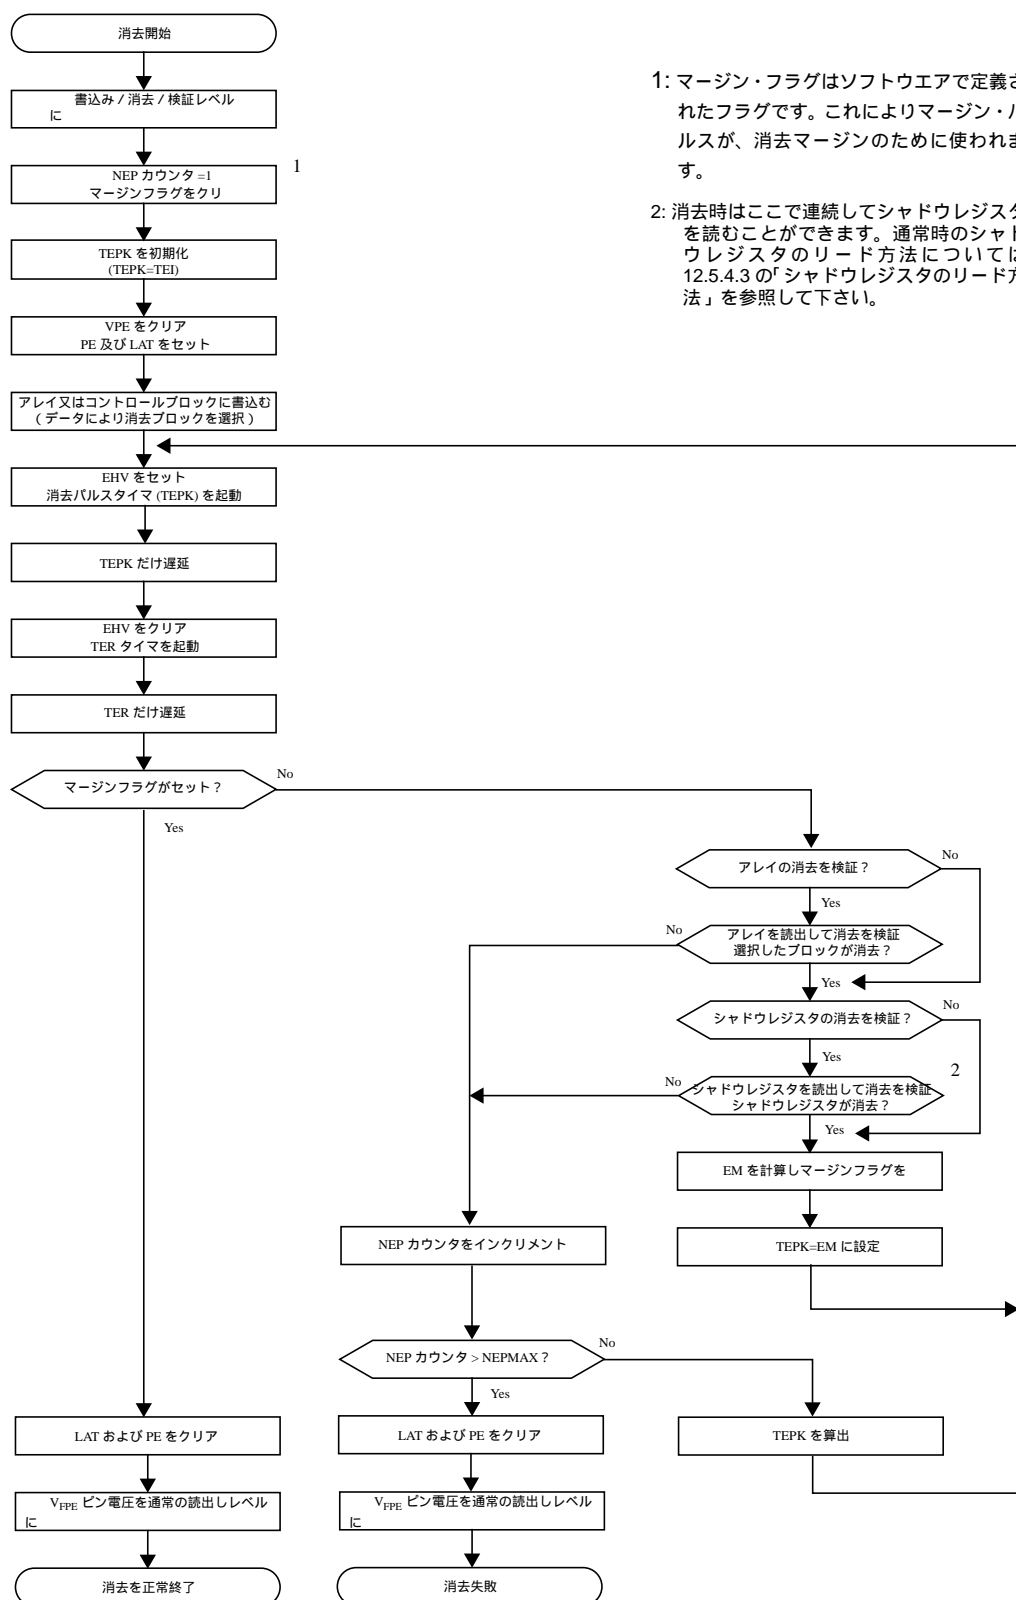 消去開始
書込み / 消去 / 検証レベル
に
NEP カウンタ =1
マージンフラグをクリ
1
TEPK を初期化
(TEPK=TEI)
VPE をクリア
PE 及び LAT をセット
アレイ又はコントロールブロックに書込む
( データにより消去ブロックを選択 )
EHV をセット
消去パルスタイマ (TEPK) を起動
TEPK だけ遅延
EHV をクリア
TER タイマを起動
TER だけ遅延
マージンフラグがセット ?
No
Yes
1: マージン・フラグはソフトウエアで定義さ
れたフラグです。これによりマージン・パ
ルスが、消去マージンのために使われま
す。
2: 消去時はここで連続してシャドウレジスタ
を読むことができます。通常時のシャド
ウレジスタのリード方法については
12.5.4.3 の「シャドウレジスタのリード方
法」を参照して下さい。
アレイの消去を検証 ?
No
Yes
アレイを読出して消去を検証
選択したブロックが消去 ?
No
Yes
シャドウレジスタの消去を検証 ?
No
Yes
シャドウレジスタを読出して消去を検証
シャドウレジスタが消去 ?
2
No
Yes
EM を計算しマージンフラグを
TEPK=EM に設定
NEP カウンタをインクリメント
NEP カウンタ > NEPMAX ?
No
Yes
TEPK を算出
LAT および PE をクリア
VFPE ピン電圧を通常の読出しレベル
に
消去失敗
LAT および PE をクリア
VFPE ピン電圧を通常の読出しレベル
に
消去を正常終了